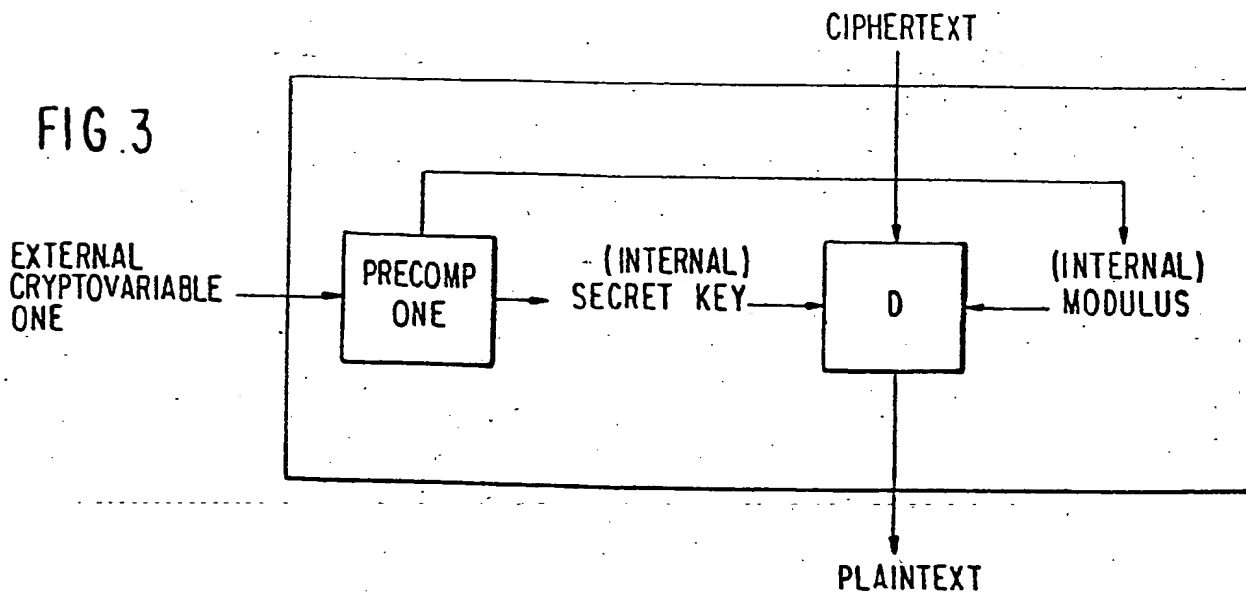 CIPHERTEXT
FIG.3
EXTERNAL
CRYPTOVARIABLE
ONE
PRECOMP
ONE
(INTERNAL)
SECRET KEY
D
(INTERNAL)
MODULUS
PLAINTEXT